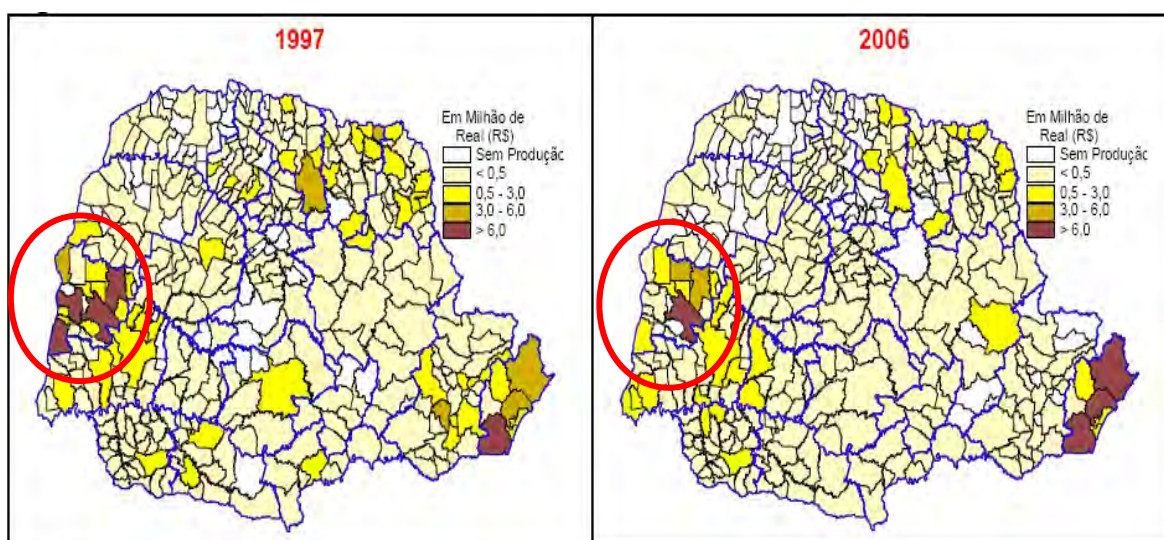 1997
Em Milhão de
Real (R$)
Sem Produção
< 0,5
0,5 - 3,0
3,0 - 6,0
> 6,0
2006
Em Milhão de
Real (R$)
Sem Produção
< 0,5
0,5 - 3,0
3,0 - 6,0
> 6,0